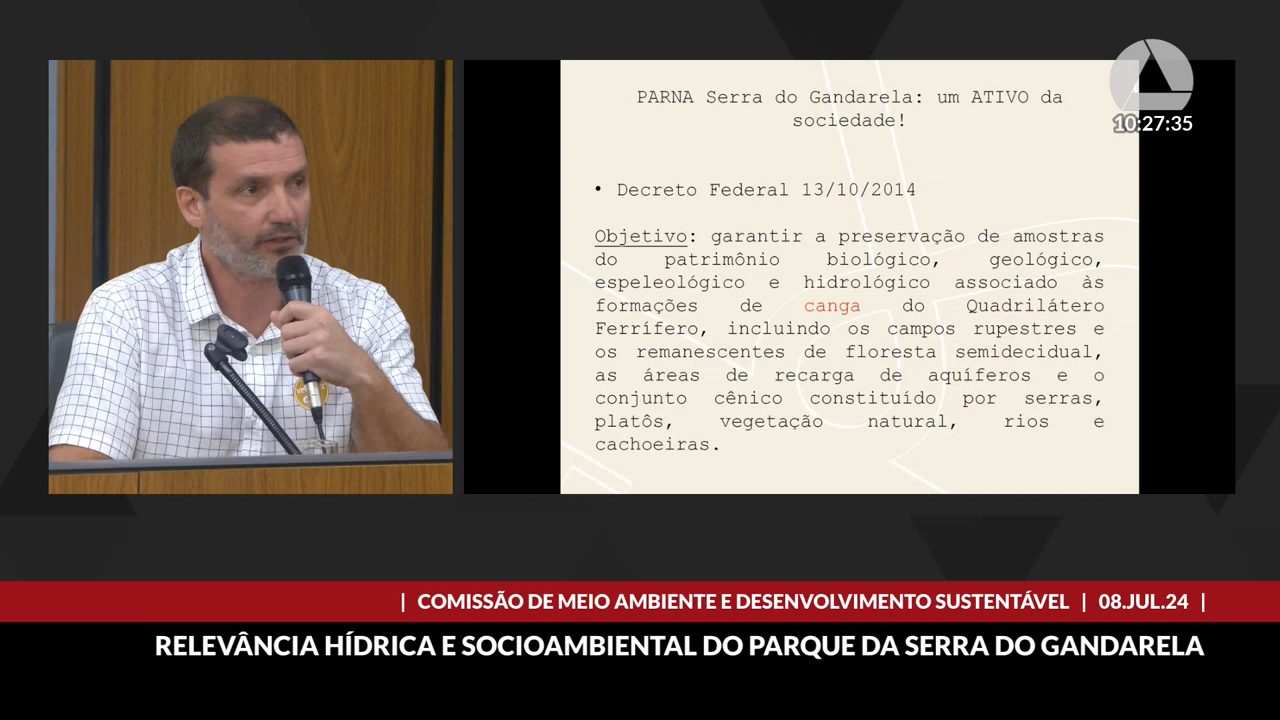 10:27:35
PARNA Serra do Gandarela: um ATIVO da
sociedade!
• Decreto Federal 13/10/2014
Objetivo: garantir a preservação de amostras
do patrimônio biológico, geológico,
espeleológico e hidrológico associado às
formações de canga do Quadrilátero
Ferrífero, incluindo os campos rupestres e
os remanescentes de floresta semidecidual,
as áreas de recarga de aquíferos e o
conjunto cênico constituído por serras,
platôs, vegetação natural, rios e
cachoeiras.
| COMISSÃO DE MEIO AMBIENTE E DESENVOLVIMENTO SUSTENTÁVEL | 08.JUL.24 |
RELEVÂNCIA HÍDRICA E SOCIOAMBIENTAL DO PARQUE DA SERRA DO GANDARELA